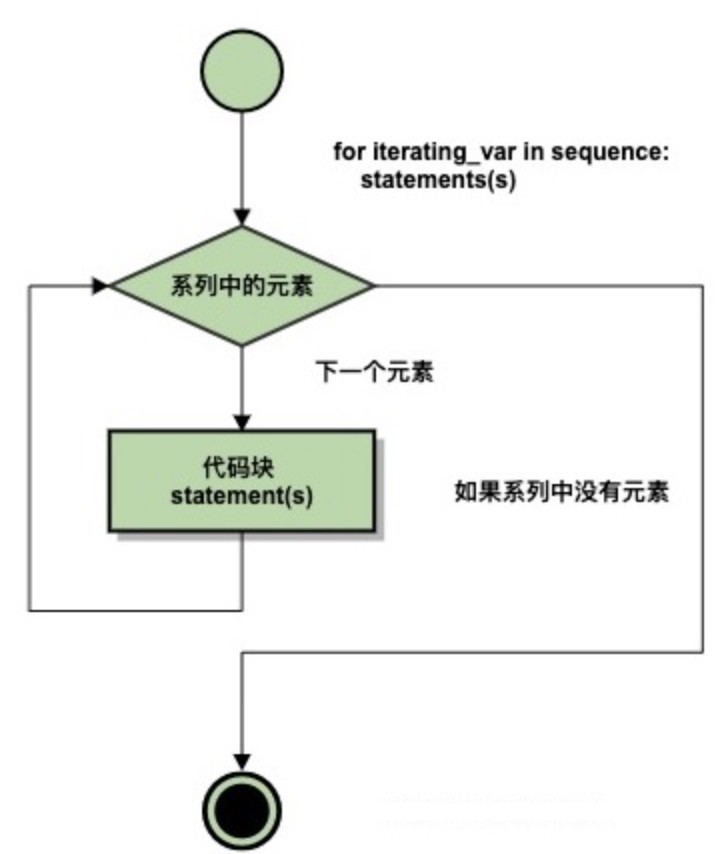 for iterating_var in sequence:
statements(s)
系列中的元素
下一个元素
代码块
statement(s)
如果系列中没有元素